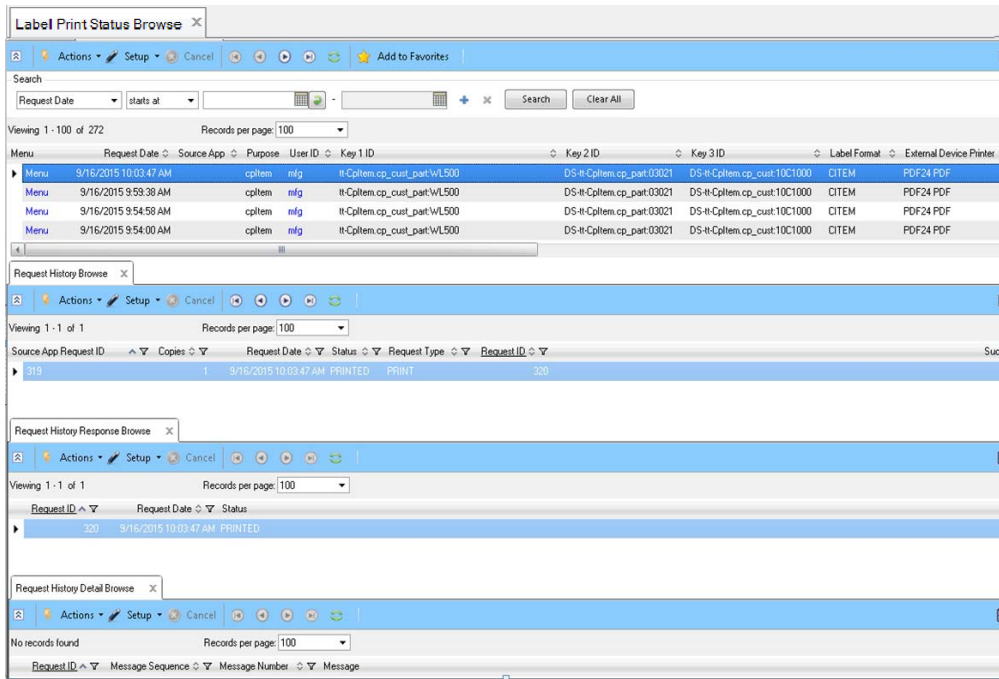 Label Print Status Browse
Actions Setup Cancel Add to Favorites
Search
Request Date starts at - Search Clear All
Viewing 1 - 100 of 272 Records per page: 100
Menu Request Date Source App Purpose User ID Key 1 ID Key 2 ID Key 3 ID Label Format External Device Printer
Menu 9/16/2015 10:03:47 AM cpItem mfg tt-CpItem.cp_cust_part:WL500 DS-tt-CpItem.cp_part:03021 DS-tt-CpItem.cp_cust:10C1000 CITEM PDF24 PDF
Menu 9/16/2015 9:59:38 AM cpItem mfg tt-CpItem.cp_cust_part:WL500 DS-tt-CpItem.cp_part:03021 DS-tt-CpItem.cp_cust:10C1000 CITEM PDF24 PDF
Menu 9/16/2015 9:54:58 AM cpItem mfg tt-CpItem.cp_cust_part:WL500 DS-tt-CpItem.cp_part:03021 DS-tt-CpItem.cp_cust:10C1000 CITEM PDF24 PDF
Menu 9/16/2015 9:54:00 AM cpItem mfg tt-CpItem.cp_cust_part:WL500 DS-tt-CpItem.cp_part:03021 DS-tt-CpItem.cp_cust:10C1000 CITEM PDF24 PDF
Request History Browse
Actions Setup Cancel
Viewing 1 - 1 of 1 Records per page: 100
Source App Request ID Copies Request Date Status Request Type Request ID Suc
319 1 9/16/2015 10:03:47 AM PRINTED PRINT 320
Request History Response Browse
Actions Setup Cancel
Viewing 1 - 1 of 1 Records per page: 100
Request ID Request Date Status
320 9/16/2015 10:03:47 AM PRINTED
Request History Detail Browse
Actions Setup Cancel
No records found Records per page: 100
Request ID Message Sequence Message Number Message